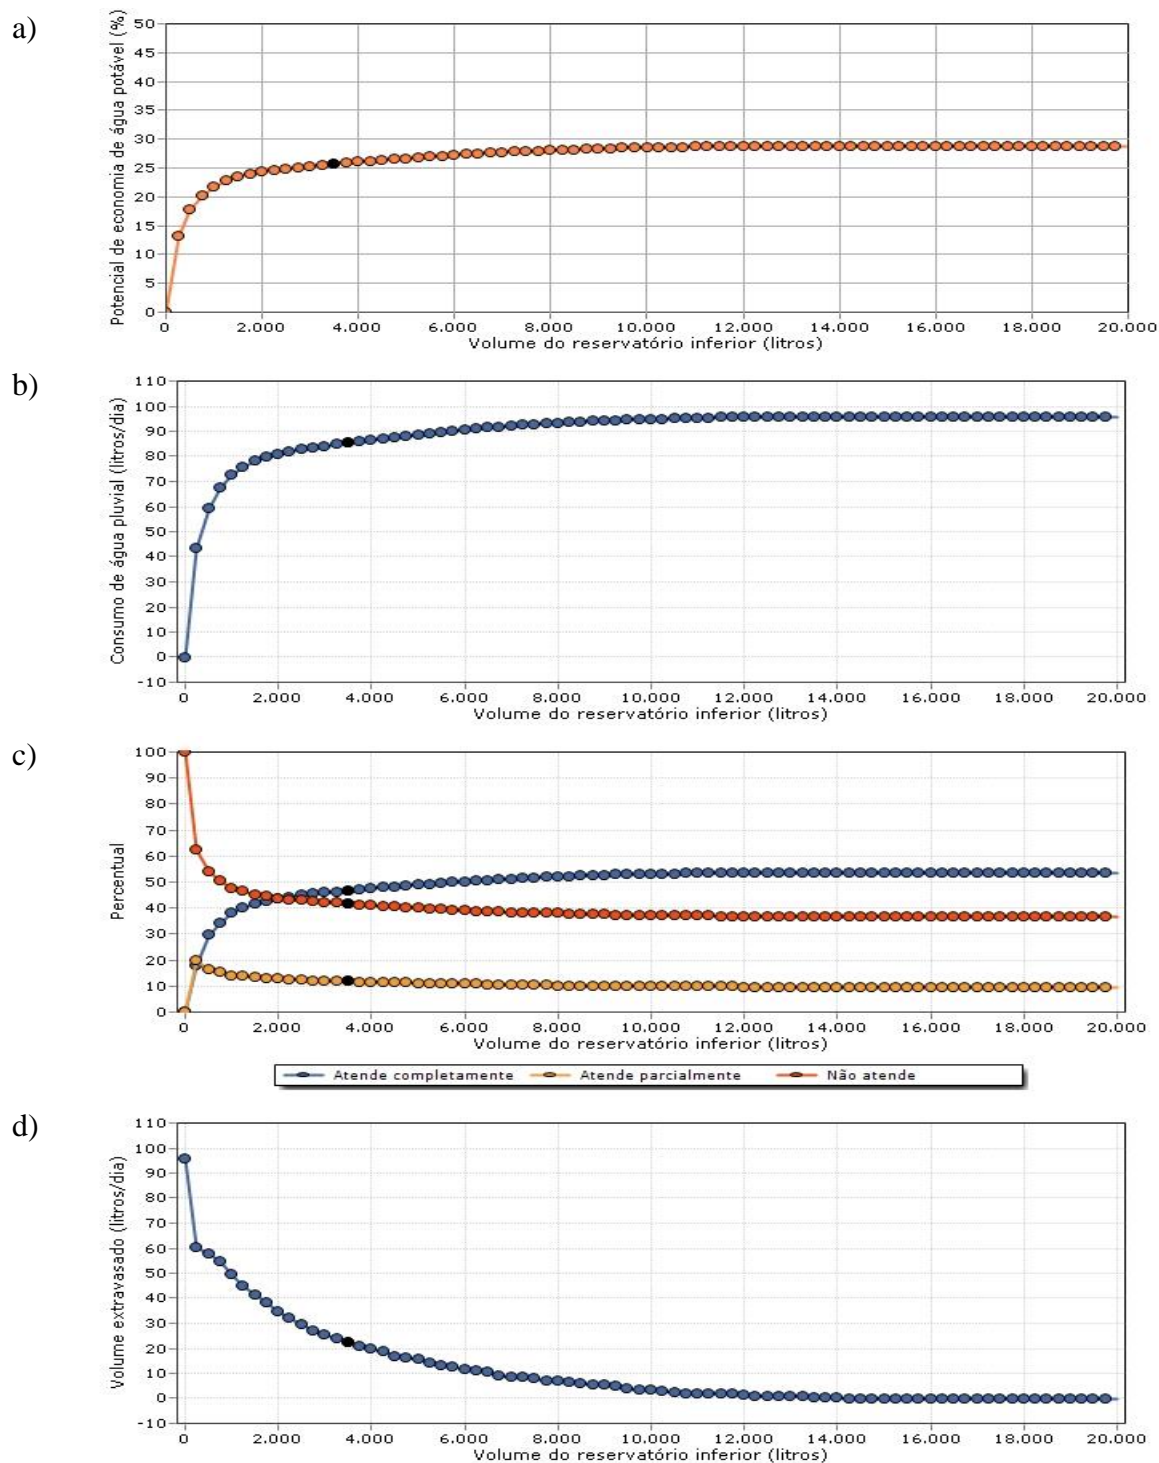 a)
Potencial de economia de água potável (%)
50
45
40
35
30
25
20
15
10
5
0
0 2.000 4.000 6.000 8.000 10.000 12.000 14.000 16.000 18.000 20.000
Volume do reservatório inferior (litros)
b)
Consumo de água pluvial (litros/dia)
110
100
90
80
70
60
50
40
30
20
10
0
-10
0 2.000 4.000 6.000 8.000 10.000 12.000 14.000 16.000 18.000 20.000
Volume do reservatório inferior (litros)
c)
Percentual
100
90
80
70
60
50
40
30
20
10
0
0 2.000 4.000 6.000 8.000 10.000 12.000 14.000 16.000 18.000 20.000
Volume do reservatório inferior (litros)
Atende completamente Atende parcialmente Não atende
d)
Volume extravasado (litros/dia)
110
100
90
80
70
60
50
40
30
20
10
0
-10
0 2.000 4.000 6.000 8.000 10.000 12.000 14.000 16.000 18.000 20.000
Volume do reservatório inferior (litros)